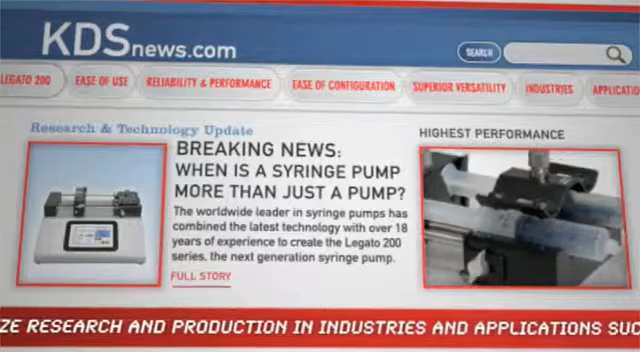 KDSnews.com
SEARCH
LEGATO 200 EASE OF USE RELIABILITY & PERFORMANCE EASE OF CONFIGURATION SUPERIOR VERSATILITY INDUSTRIES APPLICATIO
Research & Technology Update
BREAKING NEWS:
WHEN IS A SYRINGE PUMP
MORE THAN JUST A PUMP?
The worldwide leader in syringe pumps has
combined the latest technology with over 18
years of experience to create the Legato 200
series, the next generation syringe pump.
FULL STORY
HIGHEST PERFORMANCE
ZE RESEARCH AND PRODUCTION IN INDUSTRIES AND APPLICATIONS SUC